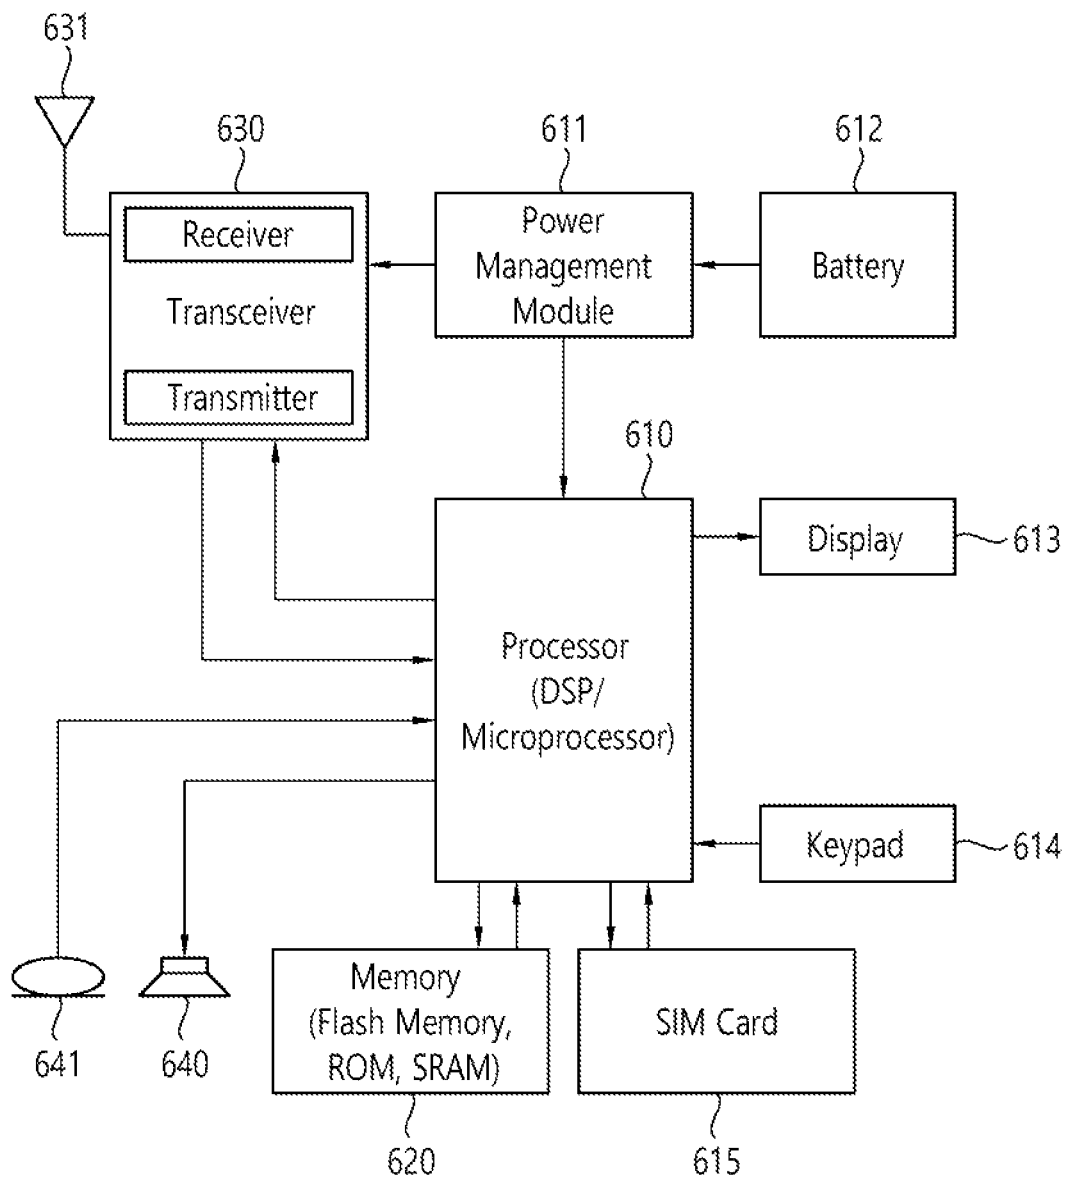 631
630
611
612
Receiver
Transceiver
Transmitter
Power
Management
Module
Battery
610
Display
613
Processor
(DSP/
Microprocessor)
Keypad
614
641
640
Memory
(Flash Memory,
ROM, SRAM)
SIM Card
620
615